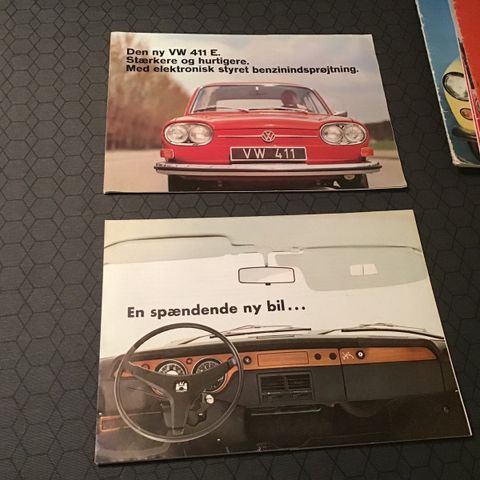 Den ny VW 411 E.
Stærkere og hurtigere.
Med elektronisk styret benzinindsprøjtning.
VW 411
En spændende ny bil...